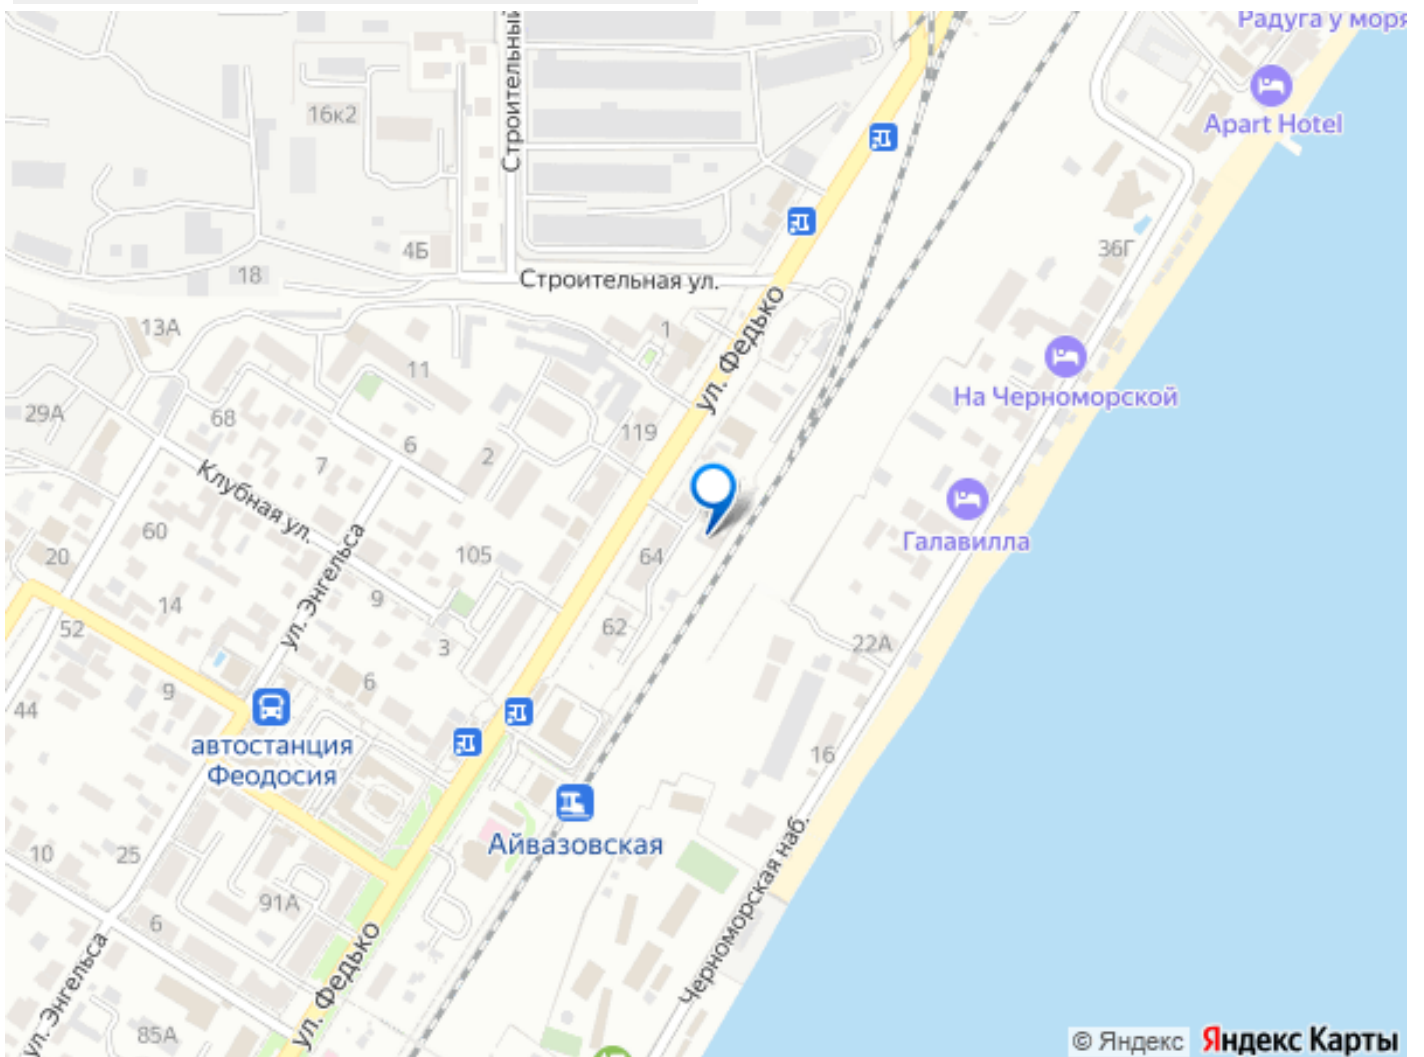 Радуга у моря
Apart Hotel
Строительный
16к2
4Б
18
Строительная ул.
36Г
13А
1
ул. Федько
11
На Черноморской
29А
68
119
6
2
7
Клубная ул.
60
ул. Энгельса
105
64
Галавилла
20
14
9
62
52
3
22А
6
9
44
автостанция
Феодосия
16
Айвазовская
10
25
91А
Черноморская наб.
6
ул. Федько
ул. Энгельса
85А
© Яндекс Яндекс Карты